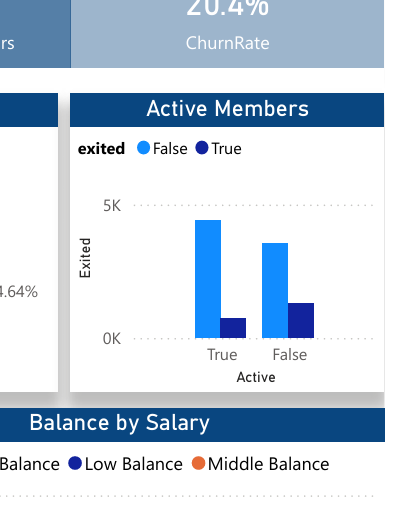 20.4%
rs
ChurnRate
Active Members
exited False True
5K
Exited
4.64%
0K
True False
Active
Balance by Salary
Balance Low Balance Middle Balance